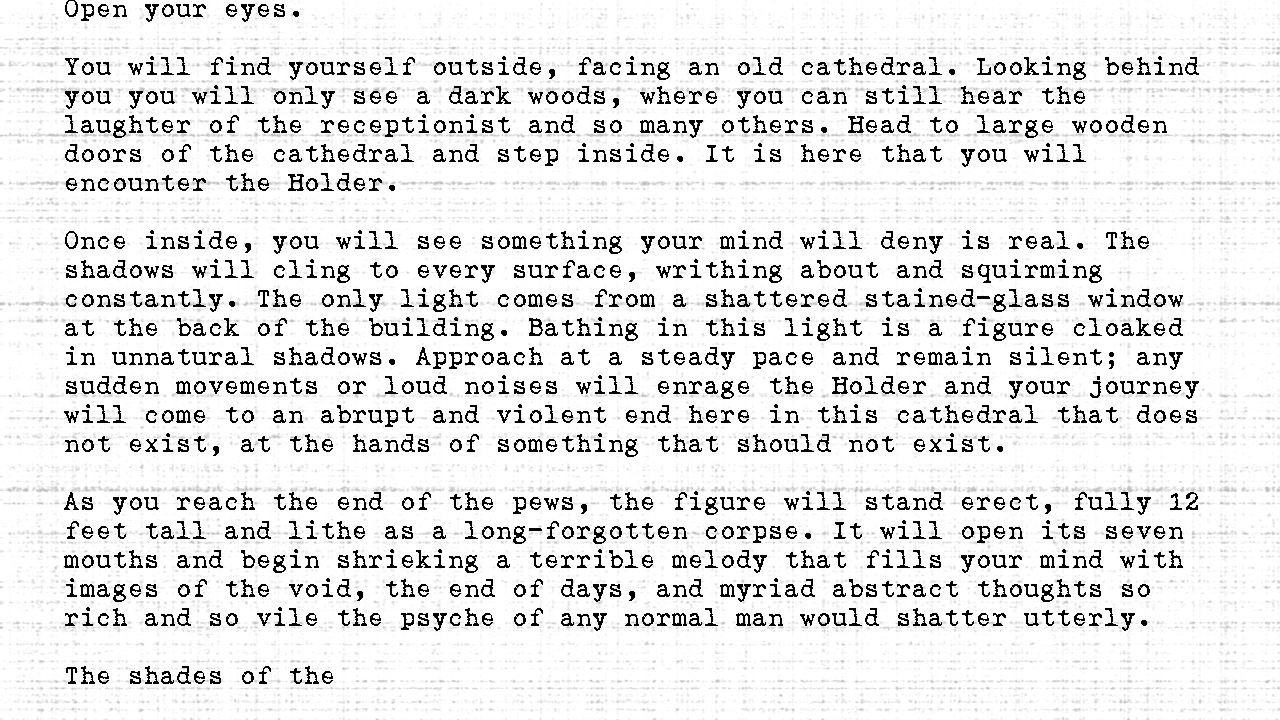 Open your eyes.
You will find yourself outside, facing an old cathedral. Looking behind
you you will only see a dark woods, where you can still hear the
laughter of the receptionist and so many others. Head to large wooden
doors of the cathedral and step inside. It is here that you will
encounter the Holder.
Once inside, you will see something your mind will deny is real. The
shadows will cling to every surface, writhing about and squirming
constantly. The only light comes from a shattered stained-glass window
at the back of the building. Bathing in this light is a figure cloaked
in unnatural shadows. Approach at a steady pace and remain silent; any
sudden movements or loud noises will enrage the Holder and your journey
will come to an abrupt and violent end here in this cathedral that does
not exist, at the hands of something that should not exist.
As you reach the end of the pews, the figure will stand erect, fully 12
feet tall and lithe as a long-forgotten corpse. It will open its seven
mouths and begin shrieking a terrible melody that fills your mind with
images of the void, the end of days, and myriad abstract thoughts so
rich and so vile the psyche of any normal man would shatter utterly.
The shades of the